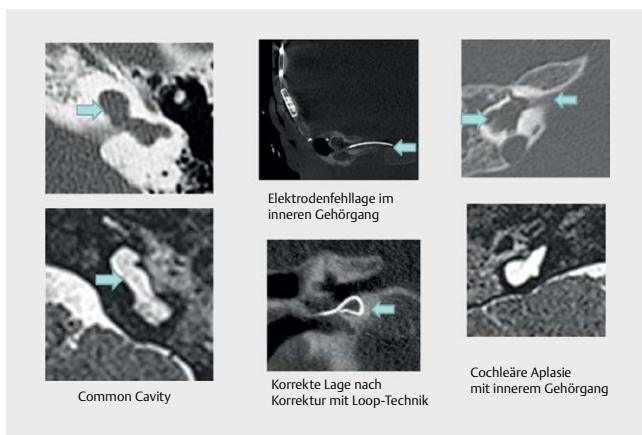 Elektrodenfehllage im
inneren Gehörgang
Common Cavity
Korrekte Lage nach
Korrektur mit Loop-Technik
Cochleäre Aplasie
mit innerem Gehörgang